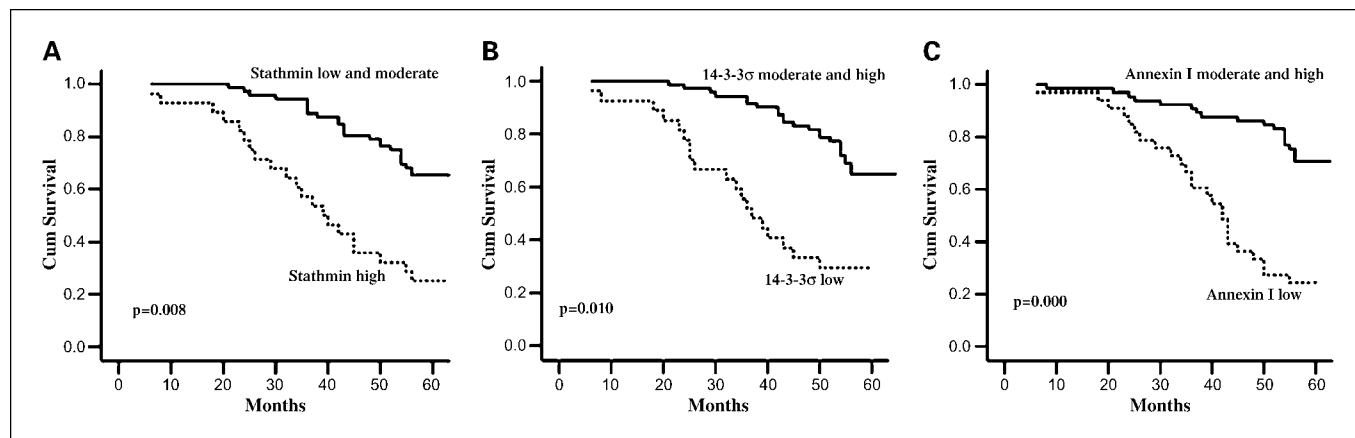 A
Cum Survival
1.0
0.8
0.6
0.4
0.2
0.0
Stathmin low and moderate
Stathmin high
p=0.008
0 10 20 30 40 50 60
Months
B
Cum Survival
1.0
0.8
0.6
0.4
0.2
0.0
14-3-3σ moderate and high
14-3-3σ low
p=0.010
0 10 20 30 40 50 60
Months
C
Cum Survival
1.0
0.8
0.6
0.4
0.2
0.0
Annexin I moderate and high
Annexin I low
p=0.000
0 10 20 30 40 50 60
Months